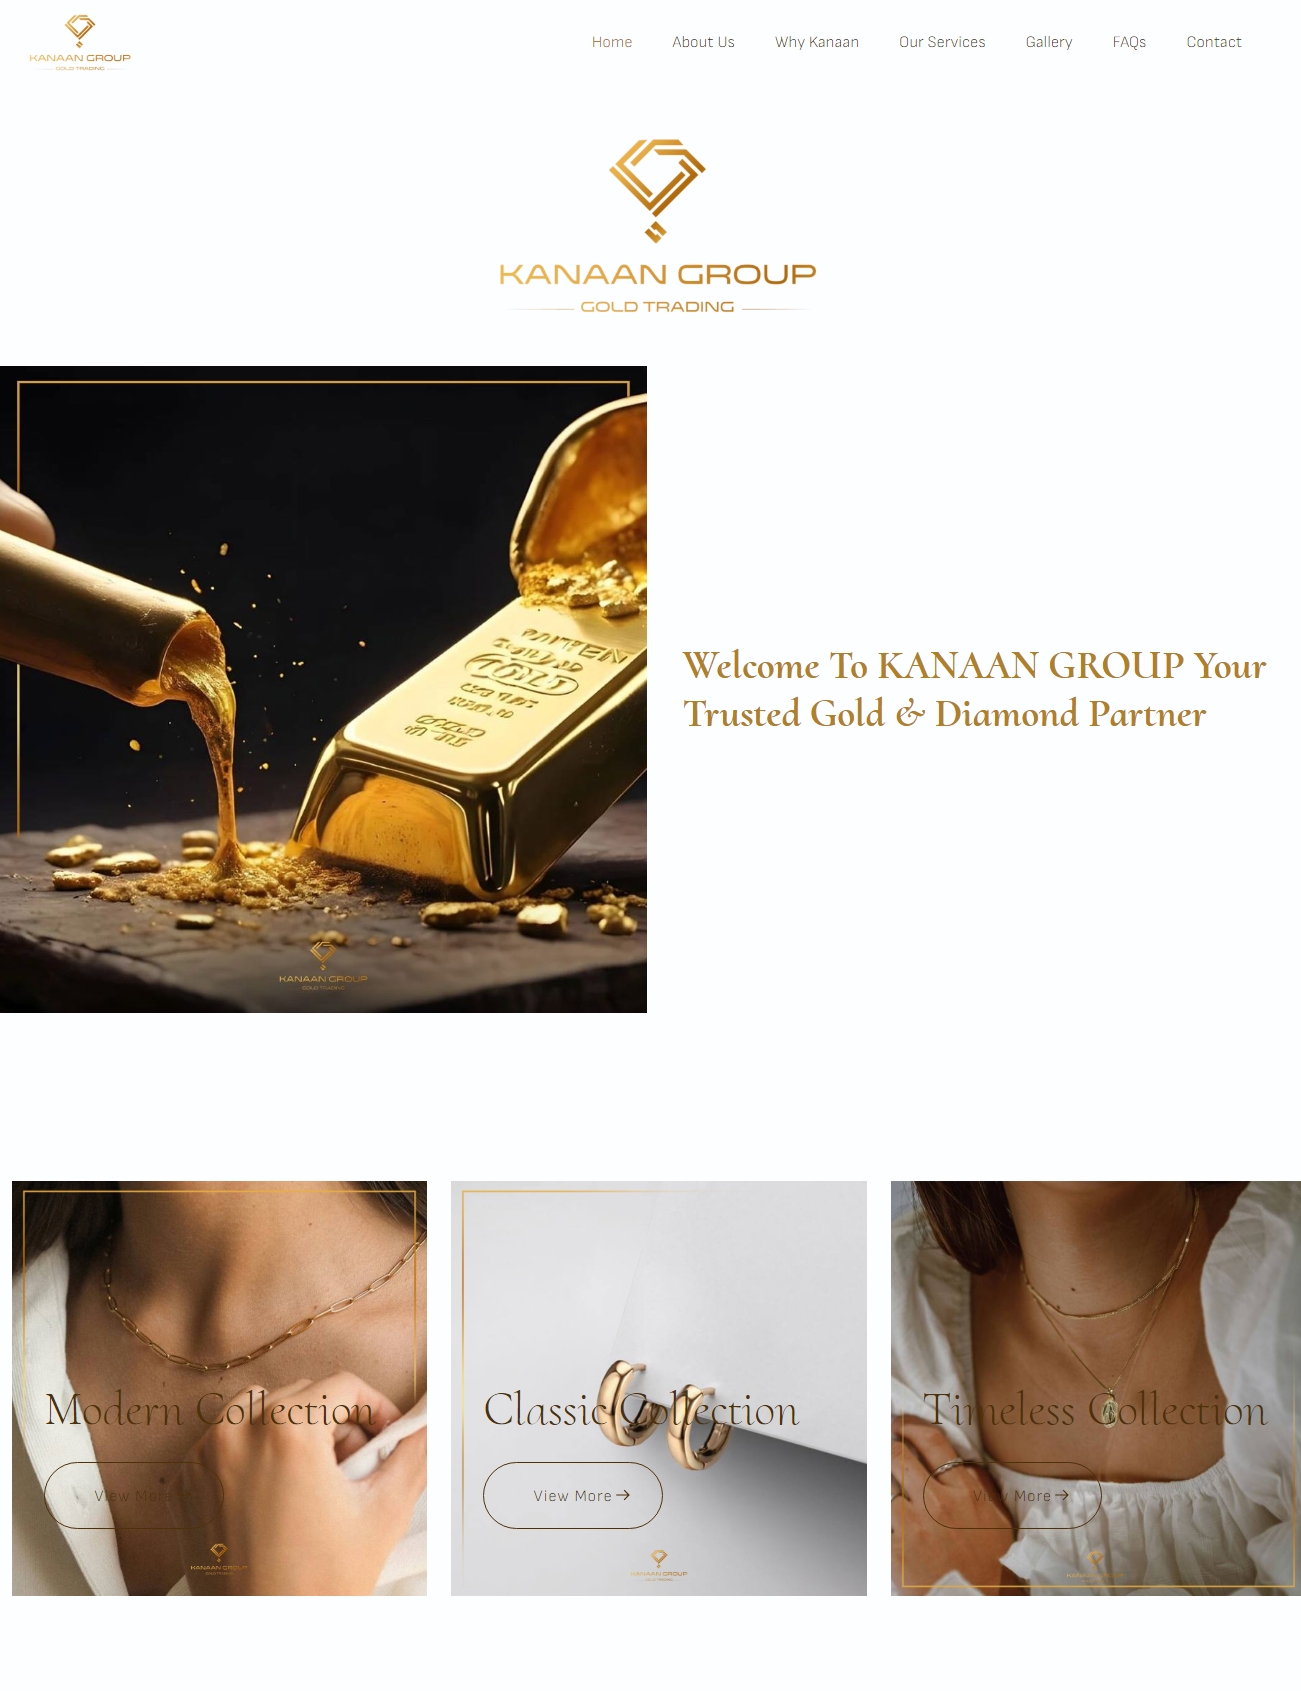 KANAAN GROUP
GOLD TRADING
Home
About Us
Why Kanaan
Our Services
Gallery
FAQs
Contact
KANAAN GROUP
GOLD TRADING
Welcome To KANAAN GROUP Your
Trusted Gold & Diamond Partner
KANAAN GROUP
GOLD TRADING
Modern Collection
View More
KANAAN GROUP
Classic Collection
View More
KANAAN GROUP
Timeless Collection
View More
KANAAN GROUP